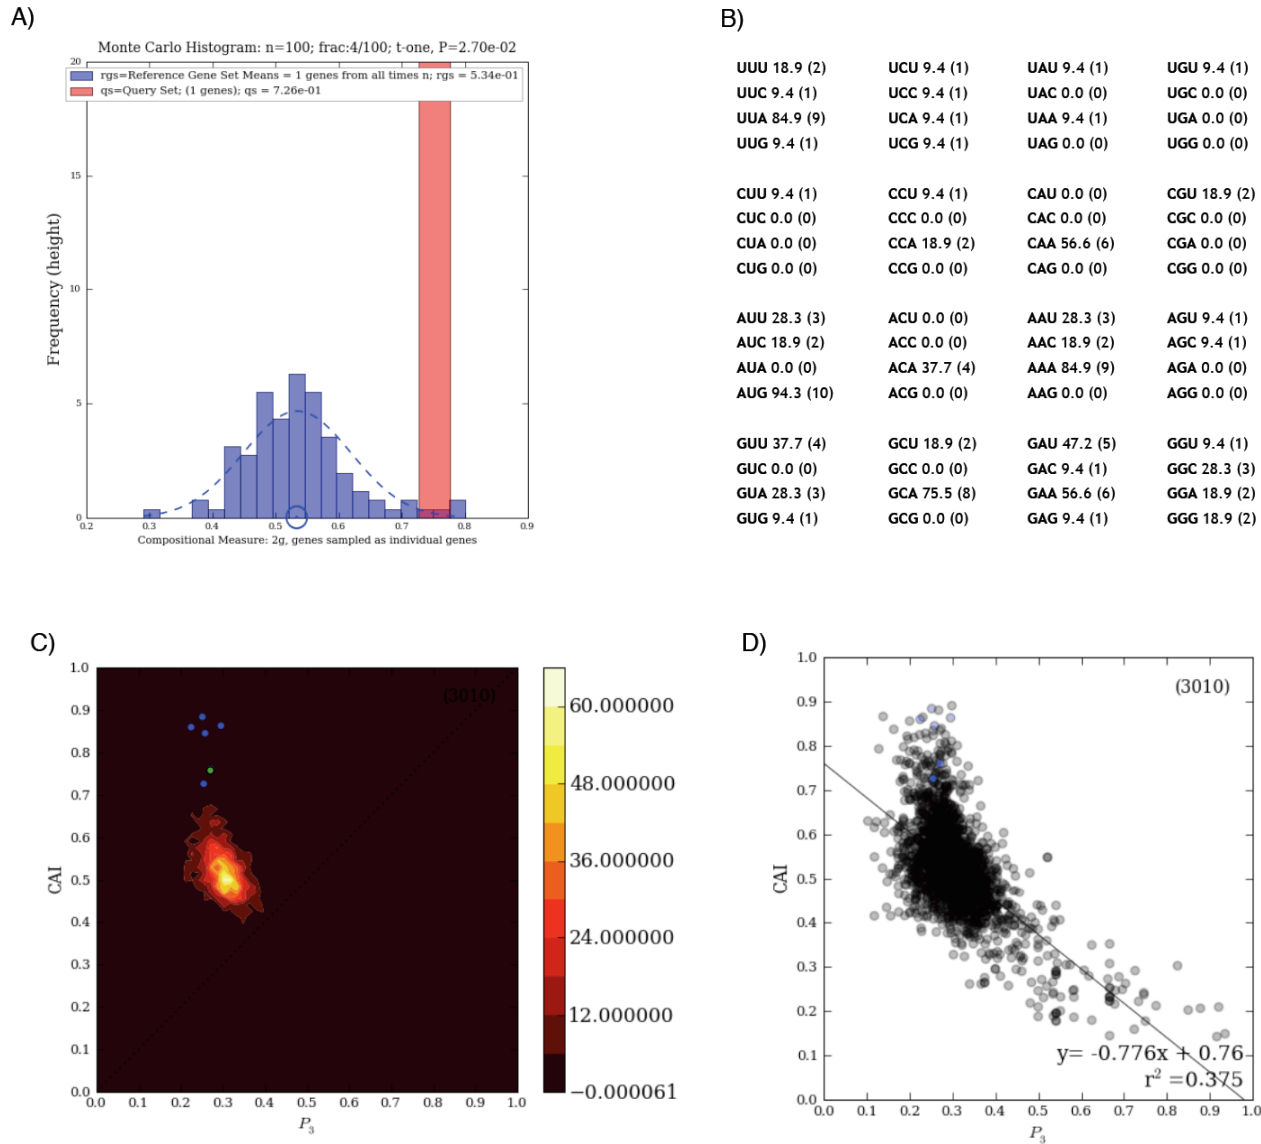 A)
Monte Carlo Histogram: n=100; frac:4/100; t-one, P=2.70e-02
rgs=Reference Gene Set Means = 1 genes from all times n; rgs = 5.34e-01
qs=Query Set; (1 genes); qs = 7.26e-01
20
15
10
5
0
Frequency (height)
0.2 0.3 0.4 0.5 0.6 0.7 0.8 0.9
Compositional Measure: 2g, genes sampled as individual genes
B)
UUU 18.9 (2) UCU 9.4 (1) UAU 9.4 (1) UGU 9.4 (1)
UUC 9.4 (1) UCC 9.4 (1) UAC 0.0 (0) UGC 0.0 (0)
UUA 84.9 (9) UCA 9.4 (1) UAA 9.4 (1) UGA 0.0 (0)
UUG 9.4 (1) UCG 9.4 (1) UAG 0.0 (0) UGG 0.0 (0)
CUU 9.4 (1) CCU 9.4 (1) CAU 0.0 (0) CGU 18.9 (2)
CUC 0.0 (0) CCC 0.0 (0) CAC 0.0 (0) CGC 0.0 (0)
CUA 0.0 (0) CCA 18.9 (2) CAA 56.6 (6) CGA 0.0 (0)
CUG 0.0 (0) CCG 0.0 (0) CAG 0.0 (0) CGG 0.0 (0)
AUU 28.3 (3) ACU 0.0 (0) AAU 28.3 (3) AGU 9.4 (1)
AUC 18.9 (2) ACC 0.0 (0) AAC 18.9 (2) AGC 9.4 (1)
AUA 0.0 (0) ACA 37.7 (4) AAA 84.9 (9) AGA 0.0 (0)
AUG 94.3 (10) ACG 0.0 (0) AAG 0.0 (0) AGG 0.0 (0)
GUU 37.7 (4) GCU 18.9 (2) GAU 47.2 (5) GGU 9.4 (1)
GUC 0.0 (0) GCC 0.0 (0) GAC 9.4 (1) GGC 28.3 (3)
GUA 28.3 (3) GCA 75.5 (8) GAA 56.6 (6) GGA 18.9 (2)
GUG 9.4 (1) GCG 0.0 (0) GAG 9.4 (1) GGG 18.9 (2)
C)
(3010)
1.0
0.9
0.8
0.7
0.6
0.5
0.4
0.3
0.2
0.1
0.0
CAI
0.0 0.1 0.2 0.3 0.4 0.5 0.6 0.7 0.8 0.9 1.0
P3
60.000000
48.000000
36.000000
24.000000
12.000000
−0.000061
D)
(3010)
1.0
0.9
0.8
0.7
0.6
0.5
0.4
0.3
0.2
0.1
0.0
CAI
y= -0.776x + 0.76
r² =0.375
0.0 0.1 0.2 0.3 0.4 0.5 0.6 0.7 0.8 0.9 1.0
P3